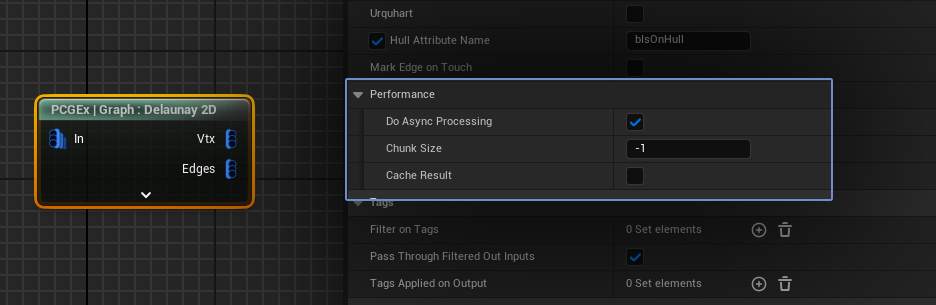 PCGEx | Graph : Delaunay 2D
In
Vtx
Edges
Urquhart
Hull Attribute Name
bIsOnHull
Mark Edge on Touch
Performance
Do Async Processing
Chunk Size
-1
Cache Result
Tags
Filter on Tags
0 Set elements
Pass Through Filtered Out Inputs
Tags Applied on Output
0 Set elements